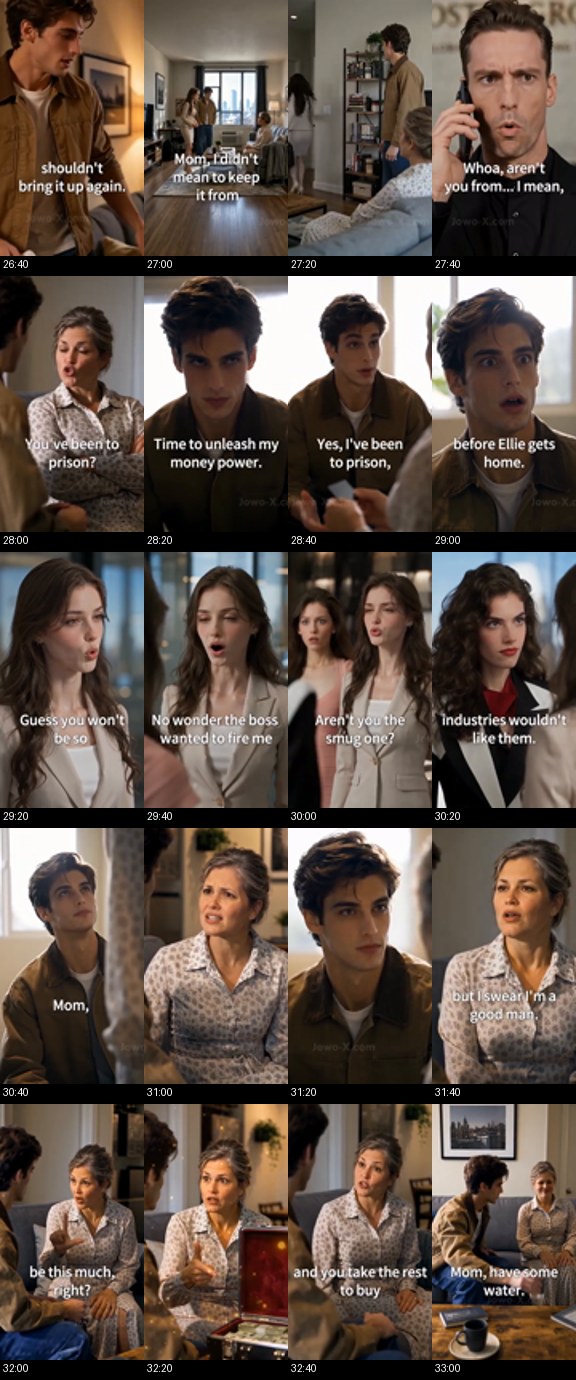 shouldn't
bring it up again.
Mom, I didn't
mean to keep
it from
OST
Whoa, aren't
you from... I mean,
Jowo-X.com
26:40
27:00
27:20
27:40
You've been to
prison?
Time to unleash my
money power.
Yes, I've been
to prison,
before Ellie gets
home.
28:00
28:20
28:40
29:00
Guess you won't
be so
No wonder the boss
wanted to fire me
Aren't you the
smug one?
industries wouldn't
like them.
29:20
29:40
30:00
30:20
Mom,
Jowo-X.com
but I swear I'm a
good man.
30:40
31:00
31:20
31:40
be this much,
right?
and you take the rest
to buy
Mom, have some
water.
32:00
32:20
32:40
33:00